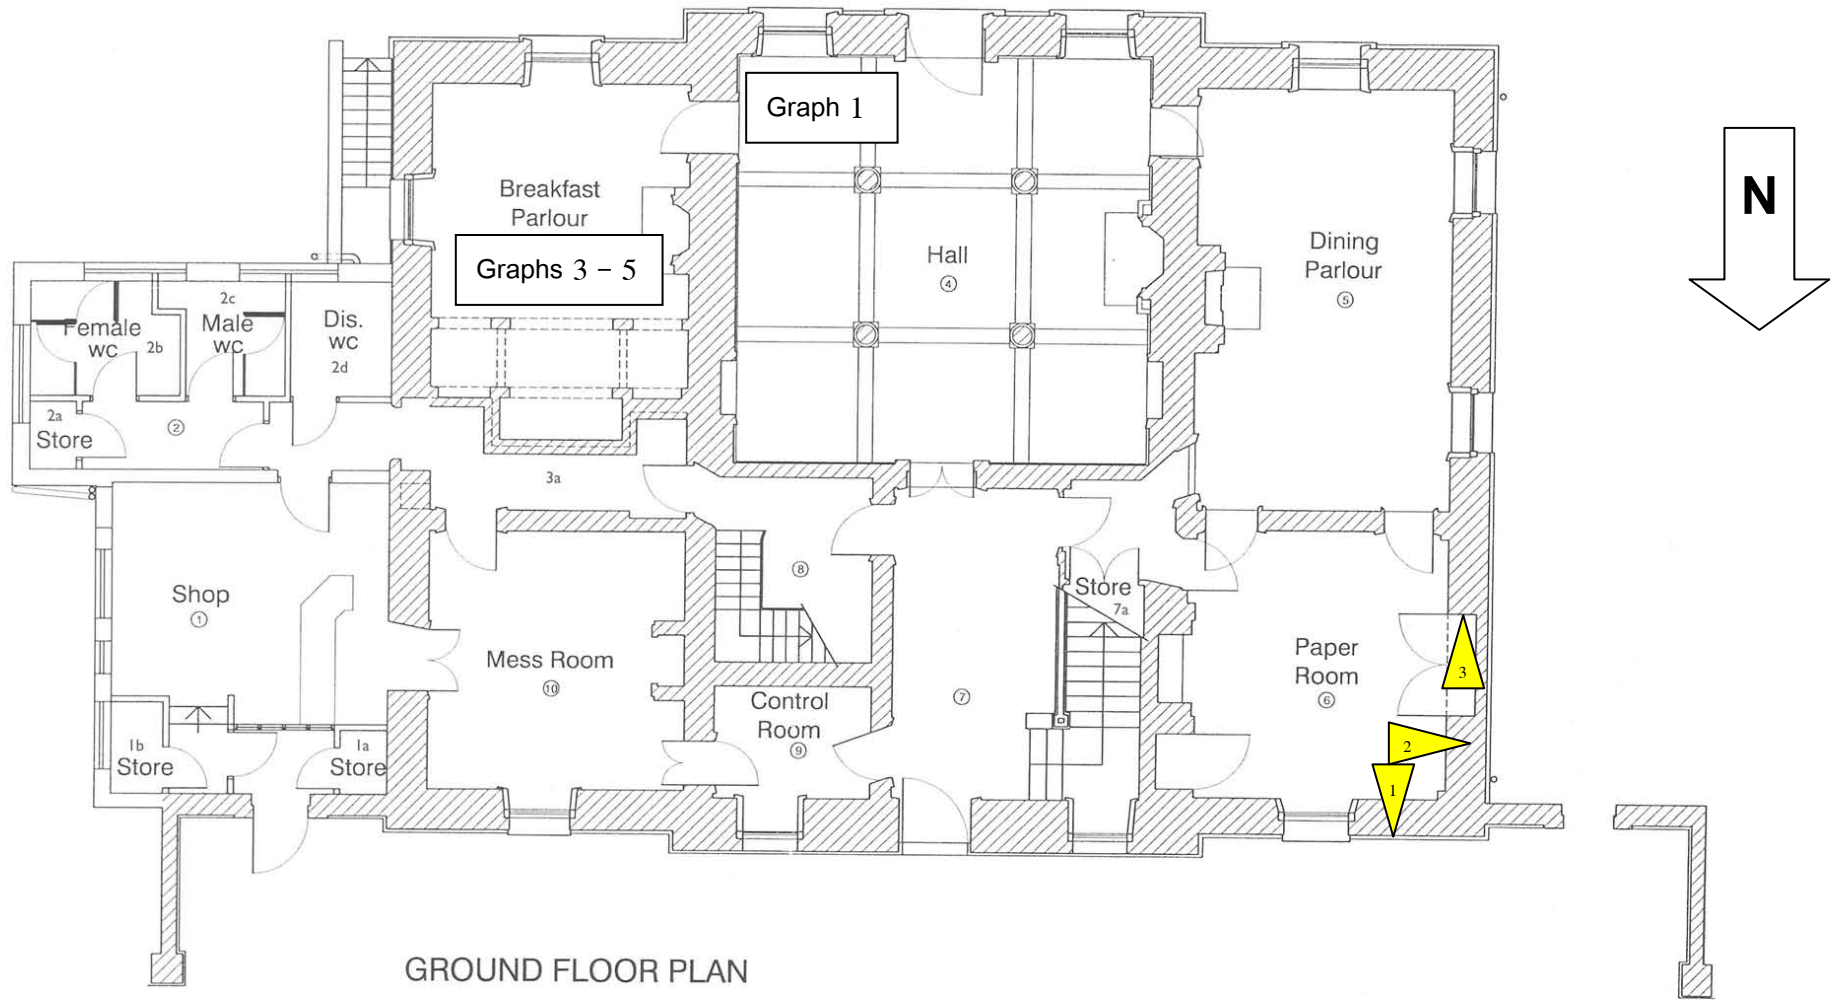 Graph 1
N
Breakfast
Parlour
Graphs 3 – 5
Hall
④
Dining
Parlour
⑤
Female
WC
2b
2c
Male
WC
Dis.
WC
2d
2a
Store
②
3a
Shop
①
Mess Room
⑩
⑧
Control
Room
⑨
⑦
Store
7a
Paper
Room
⑥
3
2
1
1b
Store
1a
Store
GROUND FLOOR PLAN